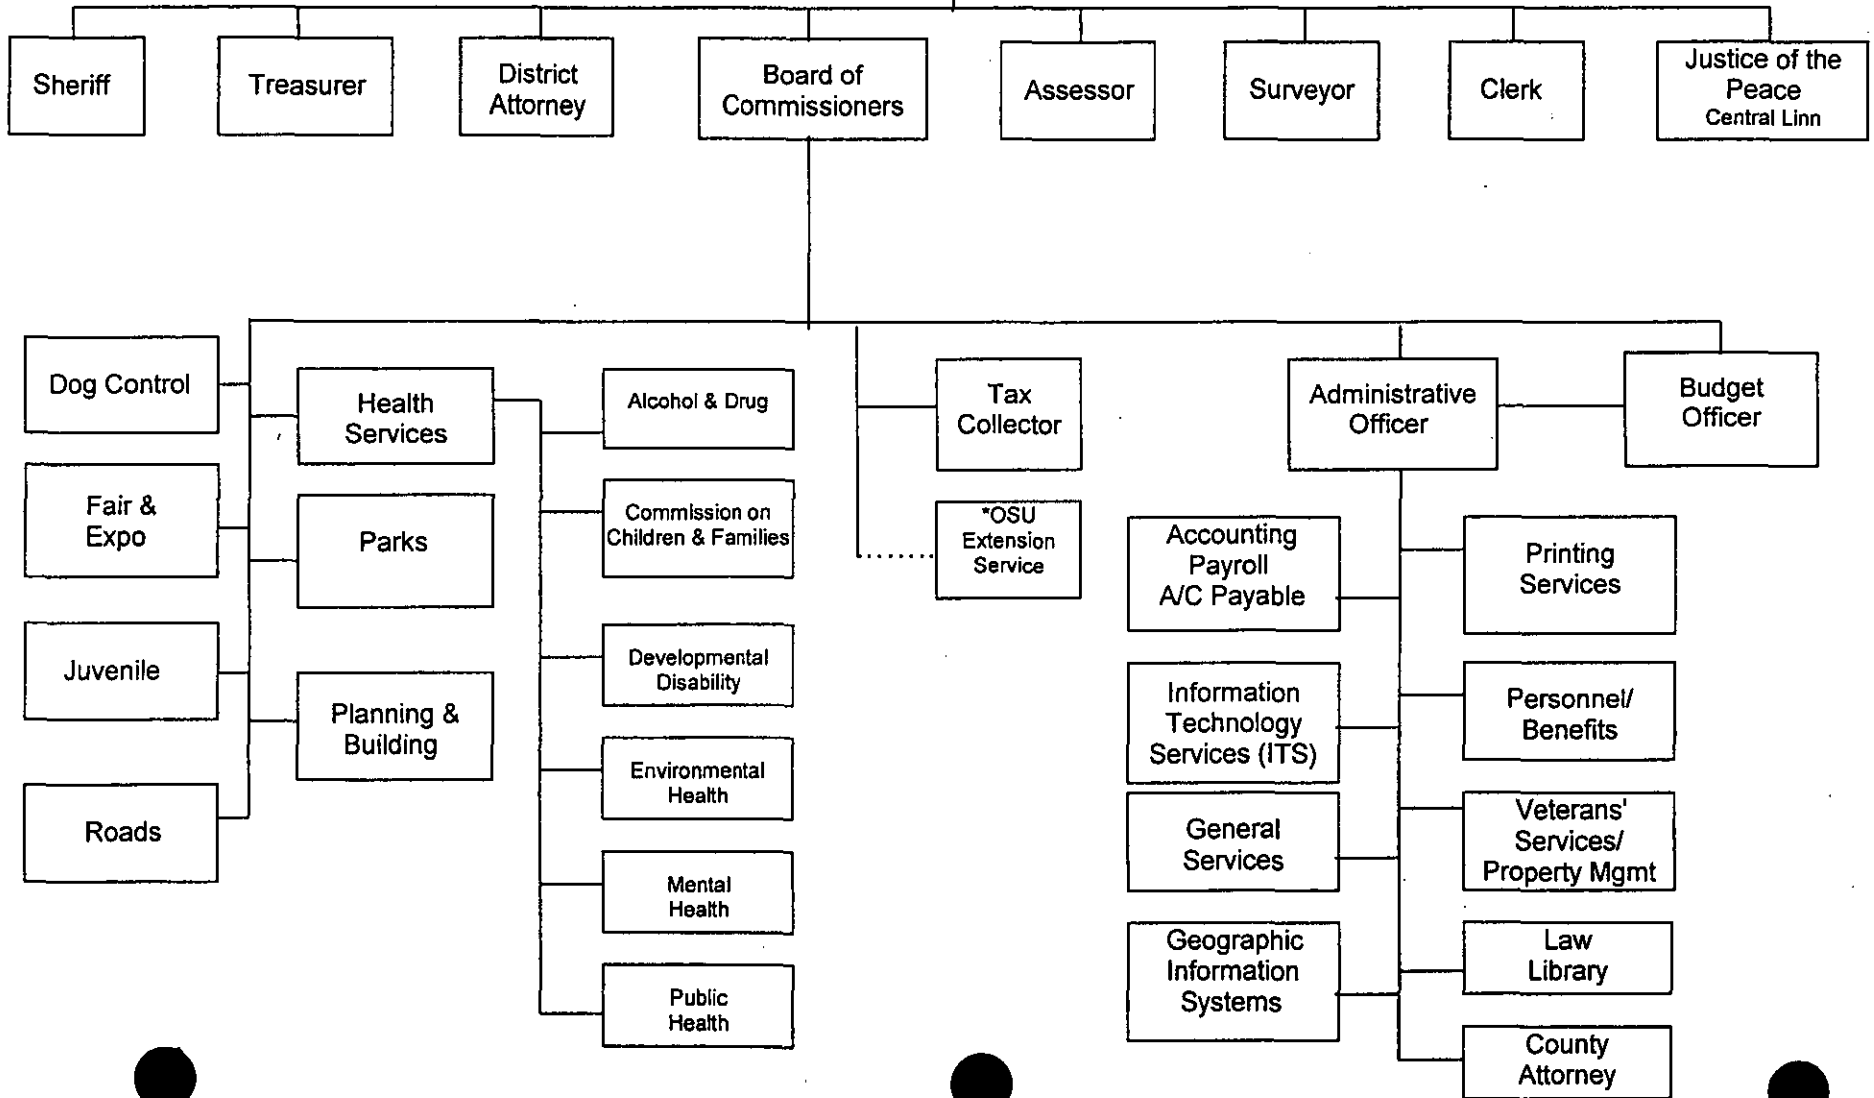 Sheriff
Treasurer
District
Attorney
Board of
Commissioners
Assessor
Surveyor
Clerk
Justice of the
Peace
Central Linn
Dog Control
Fair &
Expo
Juvenile
Roads
Health
Services
Parks
Planning &
Building
Alcohol & Drug
Commission on
Children & Families
Developmental
Disability
Environmental
Health
Mental
Health
Public
Health
Tax
Collector
*OSU
Extension
Service
Administrative
Officer
Budget
Officer
Accounting
Payroll
A/C Payable
Information
Technology
Services (ITS)
General
Services
Geographic
Information
Systems
Printing
Services
Personnel/
Benefits
Veterans'
Services/
Property Mgmt
Law
Library
County
Attorney